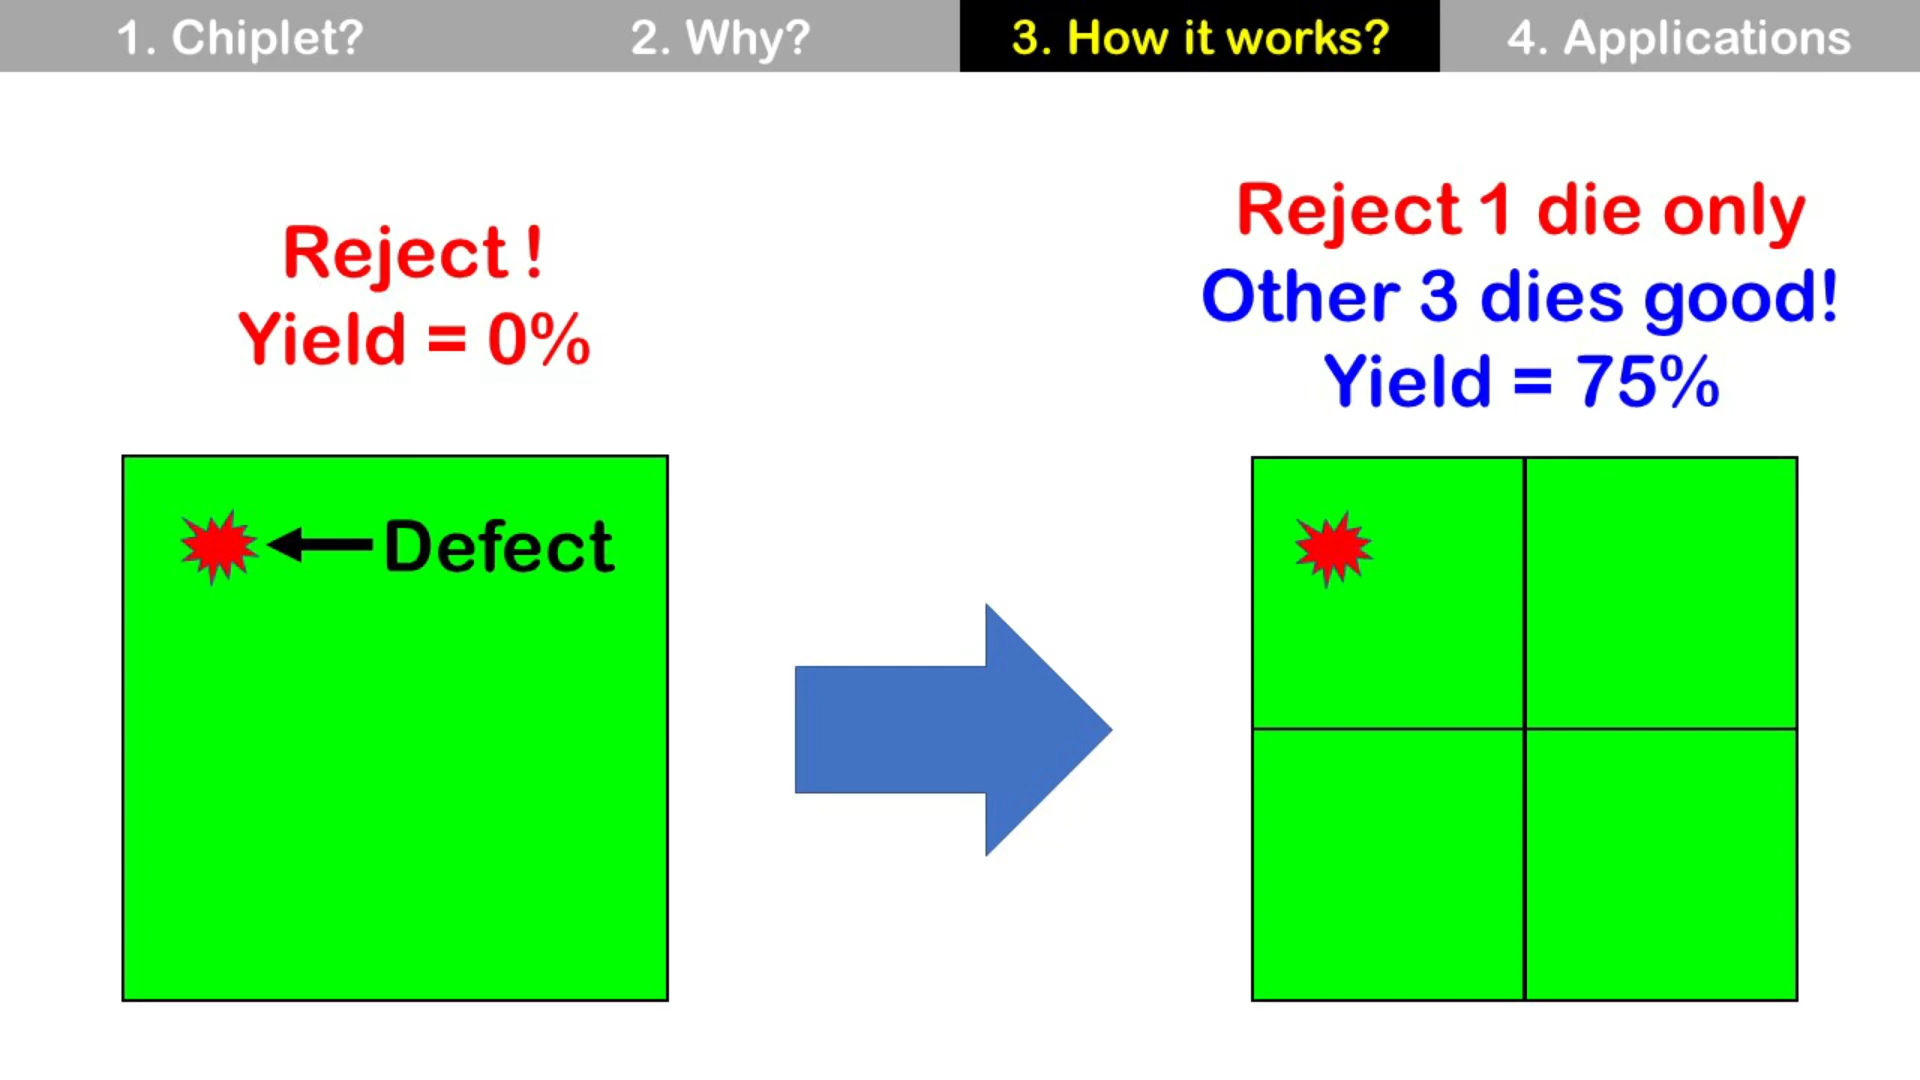 1. Chiplet?
2. Why?
3. How it works?
4. Applications
Reject !
Yield = 0%
Reject 1 die only
Other 3 dies good!
Yield = 75%
Defect